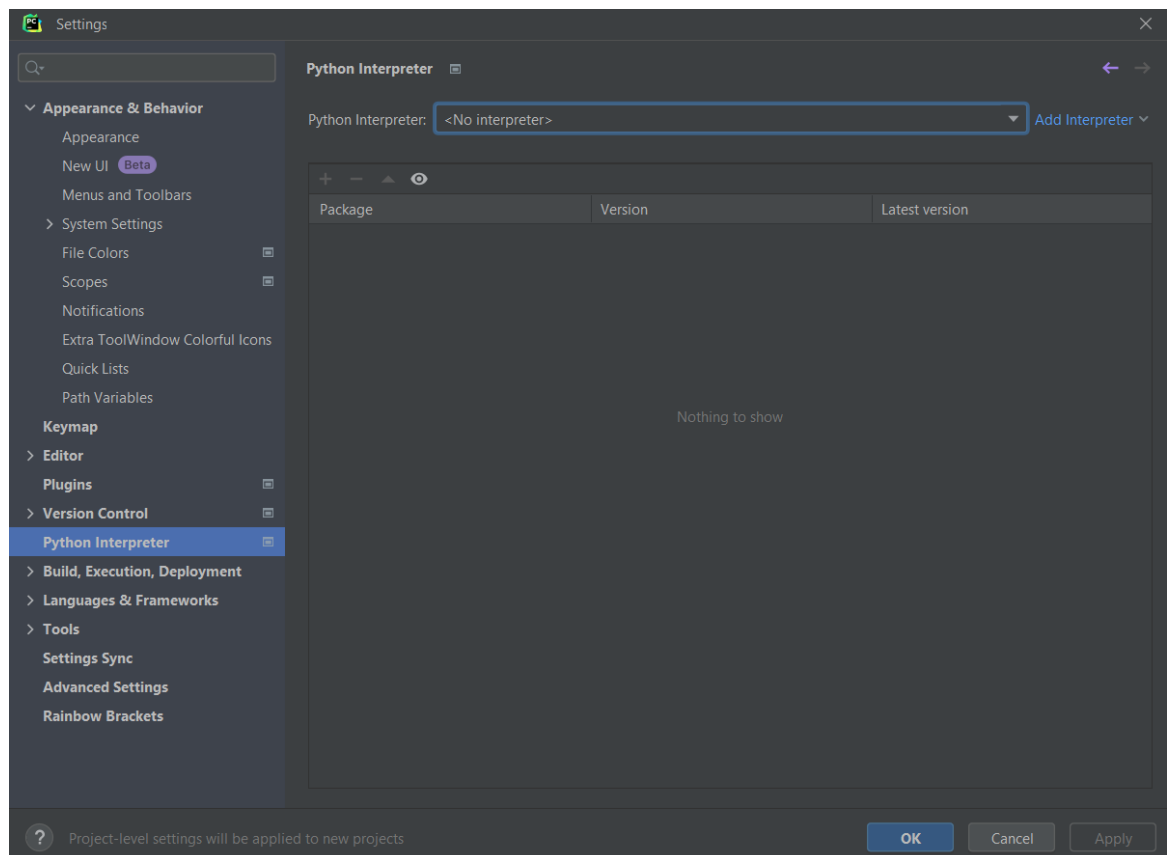 PC Settings
Appearance & Behavior
Appearance
New UI Beta
Menus and Toolbars
System Settings
File Colors
Scopes
Notifications
Extra ToolWindow Colorful Icons
Quick Lists
Path Variables
Keymap
Editor
Plugins
Version Control
Python Interpreter
Build, Execution, Deployment
Languages & Frameworks
Tools
Settings Sync
Advanced Settings
Rainbow Brackets
Python Interpreter
Python Interpreter: <No interpreter> Add Interpreter
Package Version Latest version
Nothing to show
? Project-level settings will be applied to new projects
OK Cancel Apply